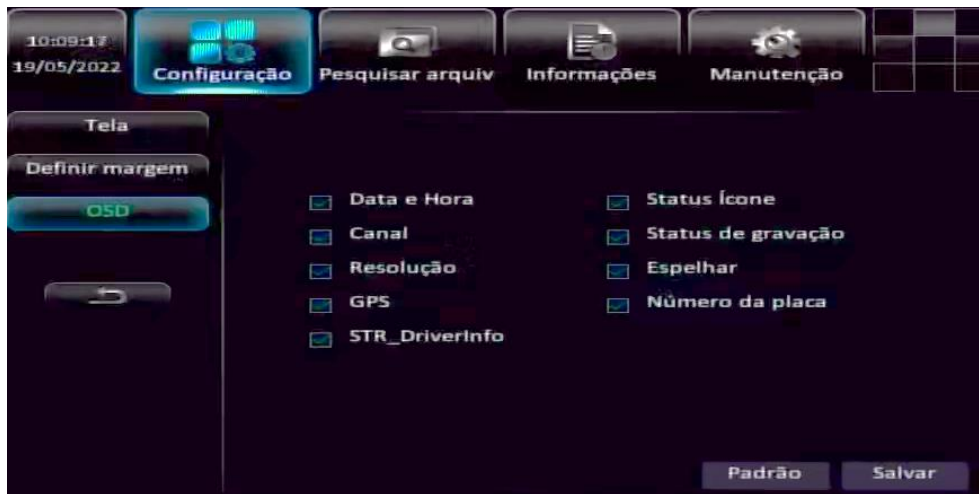 10:09:17
19/05/2022
Configuração
Pesquisar arquiv
Informações
Manutenção
Tela
Definir margem
OSD
Data e Hora
Status Ícone
Canal
Status de gravação
Resolução
Espelhar
GPS
Número da placa
STR_DriverInfo
Padrão
Salvar